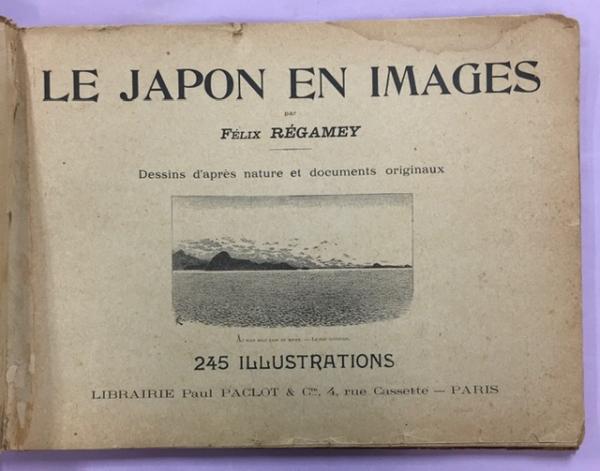 LE JAPON EN IMAGES
par
FÉLIX RÉGAMEY
Dessins d'après nature et documents originaux
245 ILLUSTRATIONS
LIBRAIRIE Paul PACLOT & Cie, 4, rue Cassette — PARIS